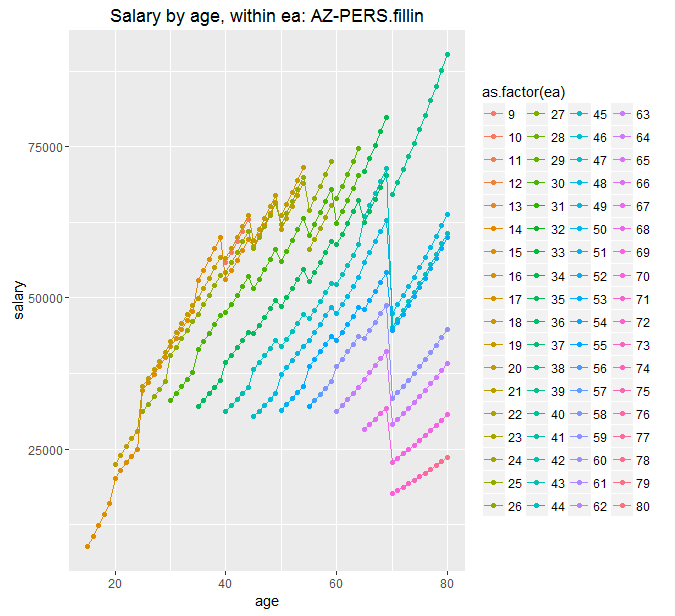 Salary by age, within ea: AZ-PERS.fillin
salary
75000
50000
25000
20
40
60
80
age
as.factor(ea)
9 27 45 63
10 28 46 64
11 29 47 65
12 30 48 66
13 31 49 67
14 32 50 68
15 33 51 69
16 34 52 70
17 35 53 71
18 36 54 72
19 37 55 73
20 38 56 74
21 39 57 75
22 40 58 76
23 41 59 77
24 42 60 78
25 43 61 79
26 44 62 80